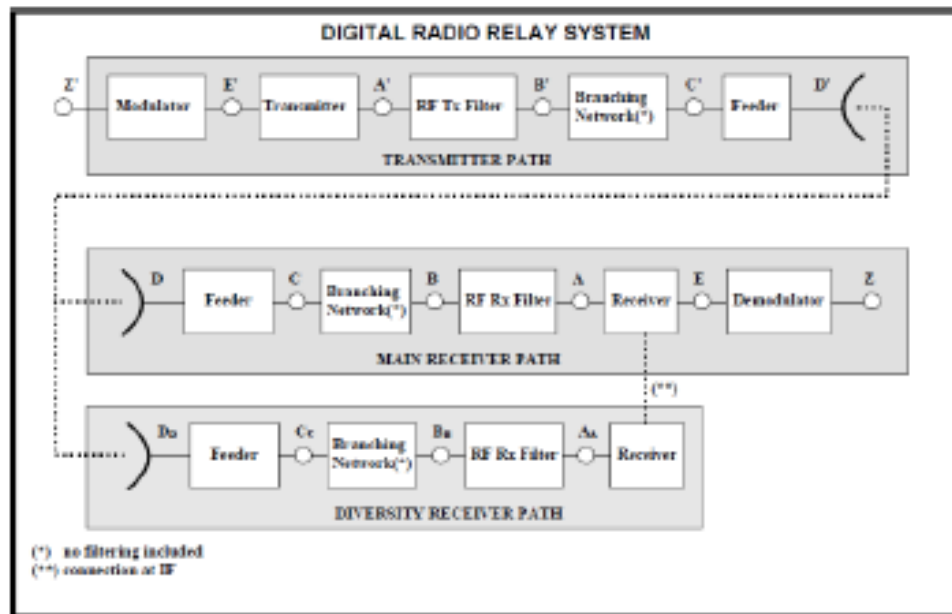 DIGITAL RADIO RELAY SYSTEM
Z' E' A' B' C' D'
Modulator Transmitter RF Tx Filter Branching Network(*) Feeder
TRANSMITTER PATH
D C B A E Z
Feeder Branching Network(*) RF Rx Filter Receiver Demodulator
MAIN RECEIVER PATH
(**)
Feeder Branching Network(*) RF Rx Filter Receiver
DIVERSITY RECEIVER PATH
(*) no filtering included
(**) connection at IF